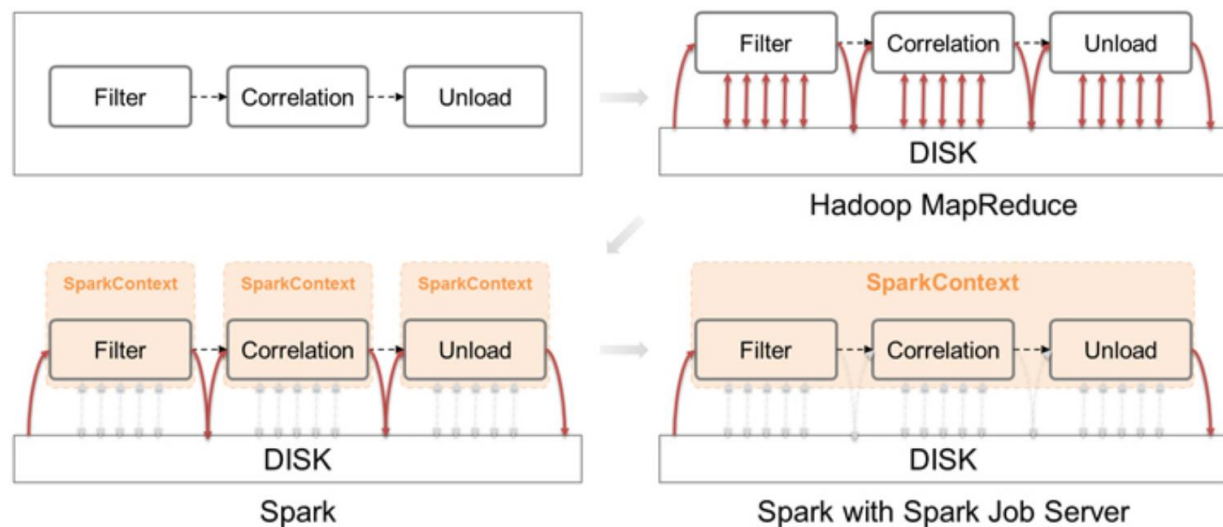 Filter
Correlation
Unload
Filter
Correlation
Unload
DISK
Hadoop MapReduce
SparkContext
SparkContext
SparkContext
Filter
Correlation
Unload
DISK
Spark
SparkContext
Filter
Correlation
Unload
DISK
Spark with Spark Job Server